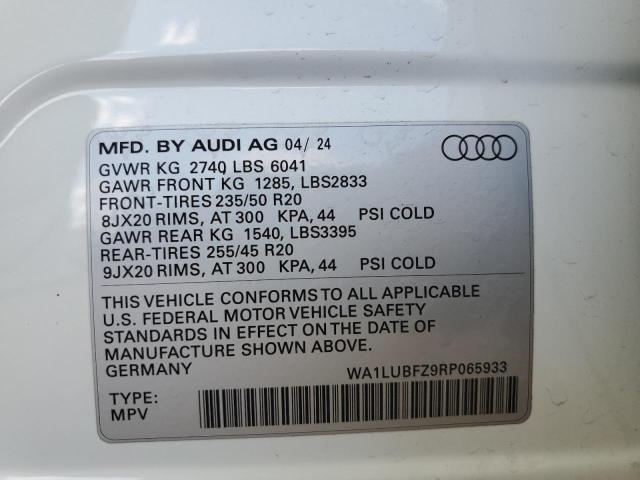 MFD. BY AUDI AG 04/ 24
GVWR KG 2740 LBS 6041
GAWR FRONT KG 1285, LBS2833
FRONT-TIRES 235/50 R20
8JX20 RIMS, AT 300 KPA, 44 PSI COLD
GAWR REAR KG 1540, LBS3395
REAR-TIRES 255/45 R20
9JX20 RIMS, AT 300 KPA, 44 PSI COLD
THIS VEHICLE CONFORMS TO ALL APPLICABLE
U.S. FEDERAL MOTOR VEHICLE SAFETY
STANDARDS IN EFFECT ON THE DATE OF
MANUFACTURE SHOWN ABOVE.
GERMANY WA1LUBFZ9RP065933
TYPE:
MPV